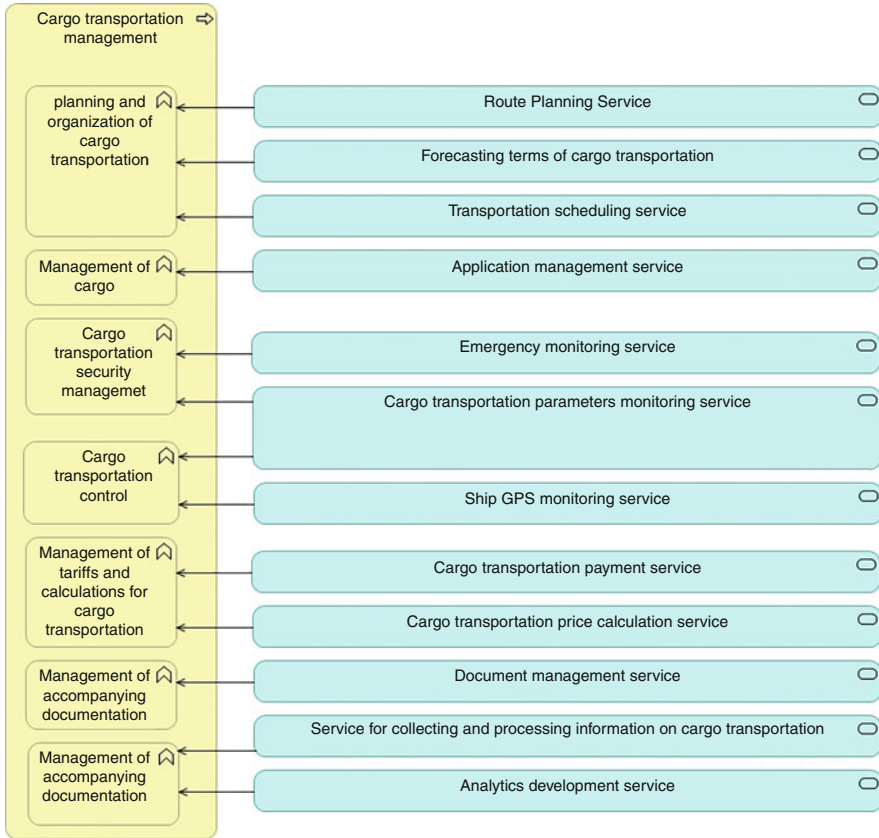 Cargo transportation
management
planning and
organization of
cargo
transportation
Route Planning Service
Forecasting terms of cargo transportation
Transportation scheduling service
Management of
cargo
Application management service
Cargo
transportation
security
managemet
Emergency monitoring service
Cargo transportation parameters monitoring service
Cargo
transportation
control
Ship GPS monitoring service
Management of
tariffs and
calculations for
cargo
transportation
Cargo transportation payment service
Cargo transportation price calculation service
Management of
accompanying
documentation
Document management service
Service for collecting and processing information on cargo transportation
Management of
accompanying
documentation
Analytics development service